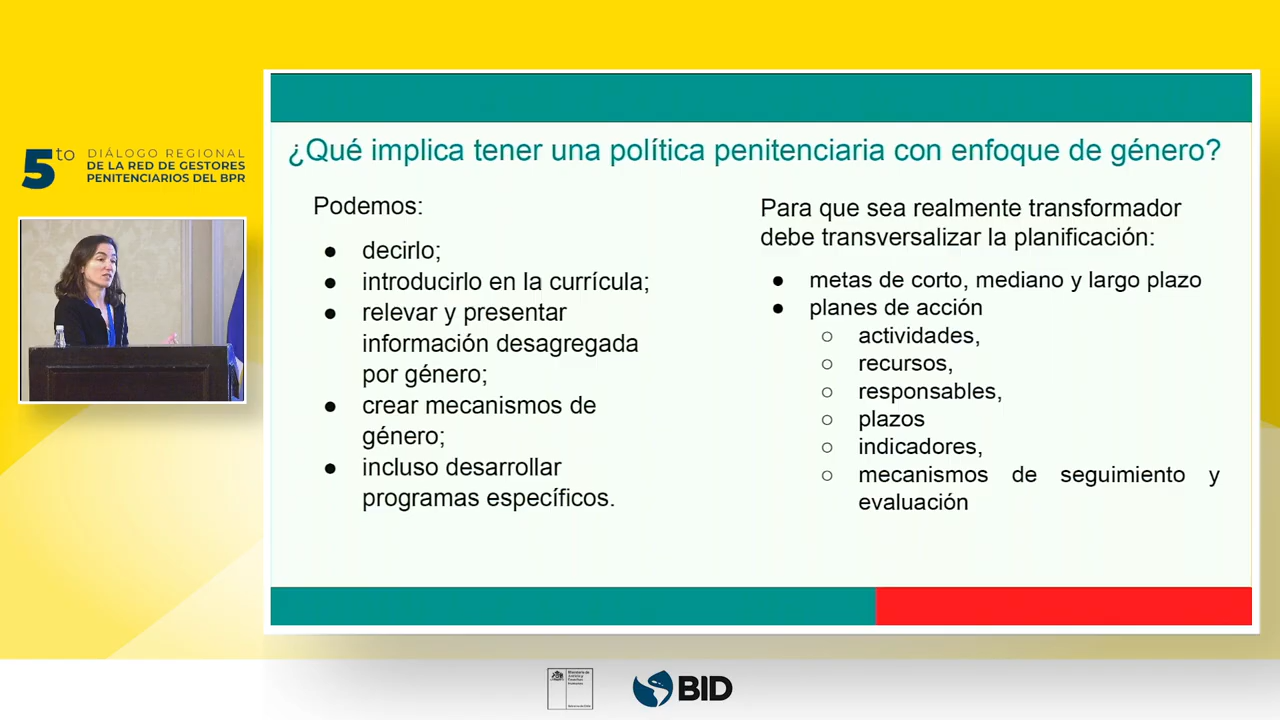 5to
DIÁLOGO REGIONAL
DE LA RED DE GESTORES
PENITENCIARIOS DEL BPR
¿Qué implica tener una política penitenciaria con enfoque de género?
Podemos:
● decirlo;
● introducirlo en la currícula;
● relevar y presentar
información desagregada
por género;
● crear mecanismos de
género;
● incluso desarrollar
programas específicos.
Para que sea realmente transformador
debe transversalizar la planificación:
● metas de corto, mediano y largo plazo
● planes de acción
○ actividades,
○ recursos,
○ responsables,
○ plazos
○ indicadores,
○ mecanismos de seguimiento y
evaluación
BID